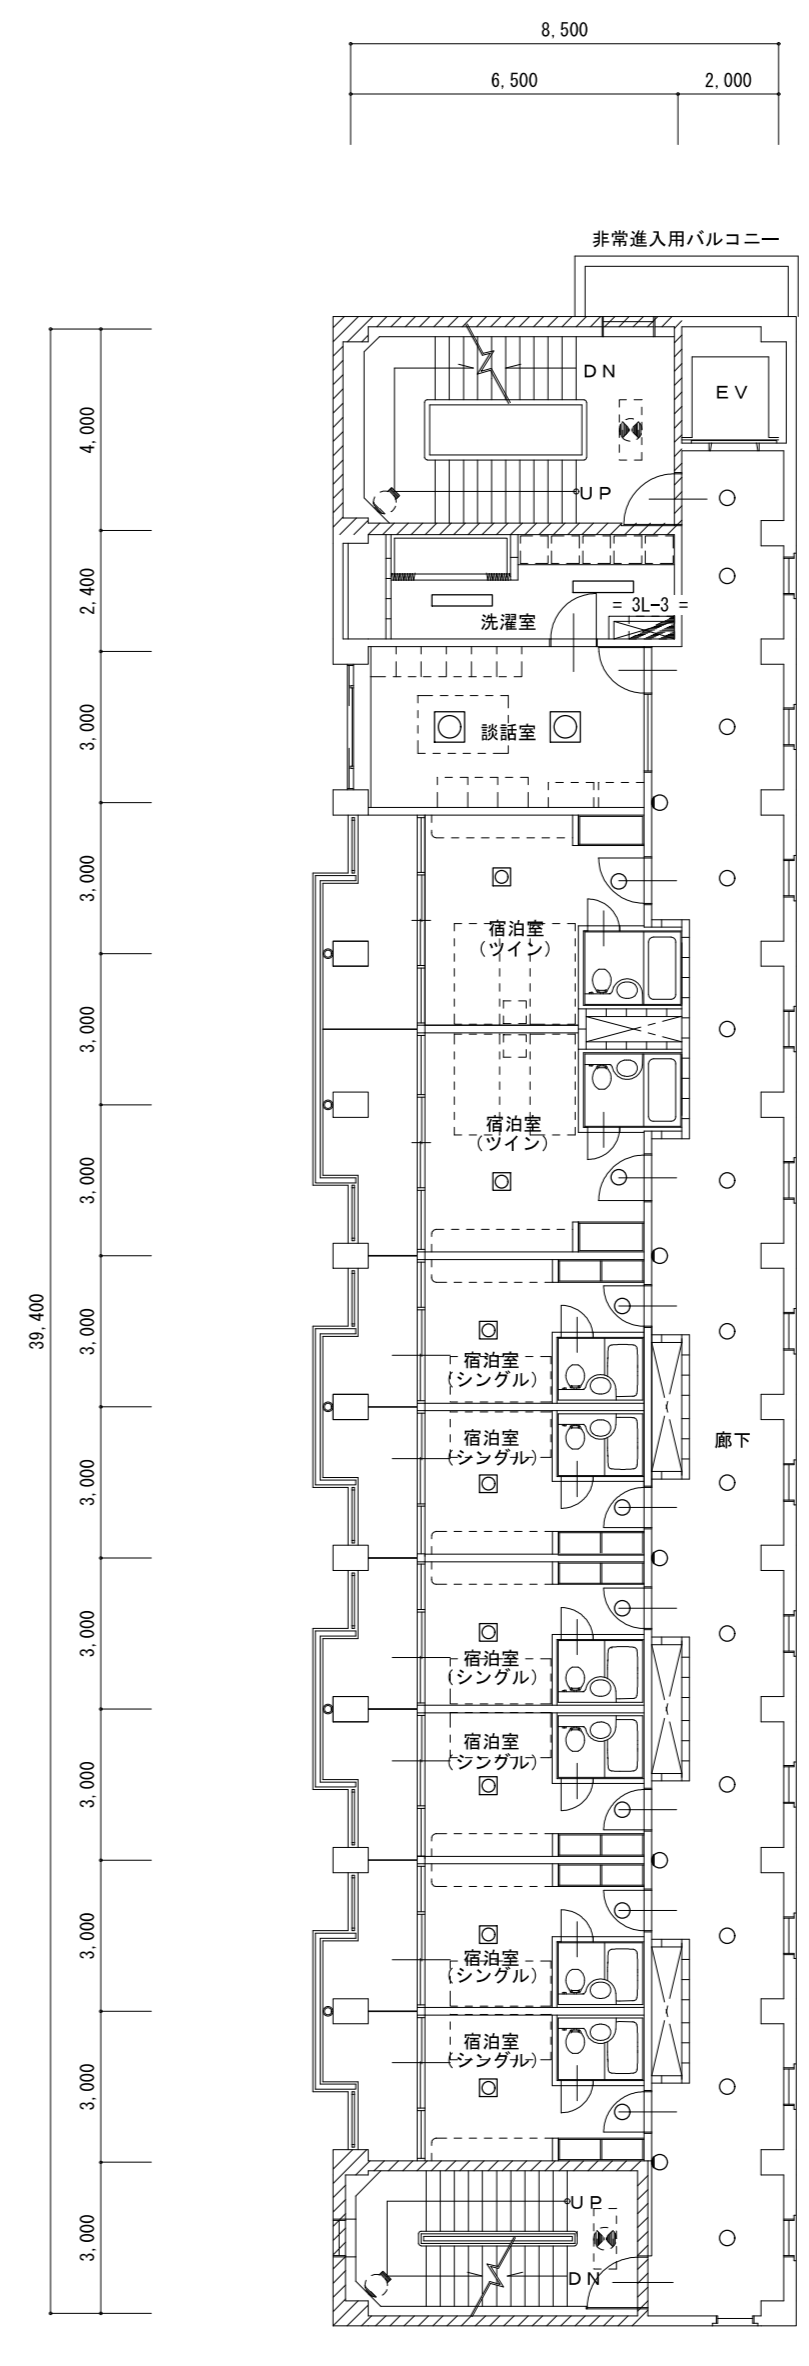 8,500
6,500
2,000
非常進入用バルコニー
DN
EV
4,000
UP
2,400
= 3L-3 =
洗濯室
3,000
談話室
3,000
宿泊室
(ツイン)
3,000
宿泊室
(ツイン)
3,000
39,400
3,000
宿泊室
(シングル)
廊下
宿泊室
(シングル)
3,000
3,000
宿泊室
(シングル)
宿泊室
(シングル)
3,000
3,000
宿泊室
(シングル)
宿泊室
(シングル)
3,000
UP
3,000
DN